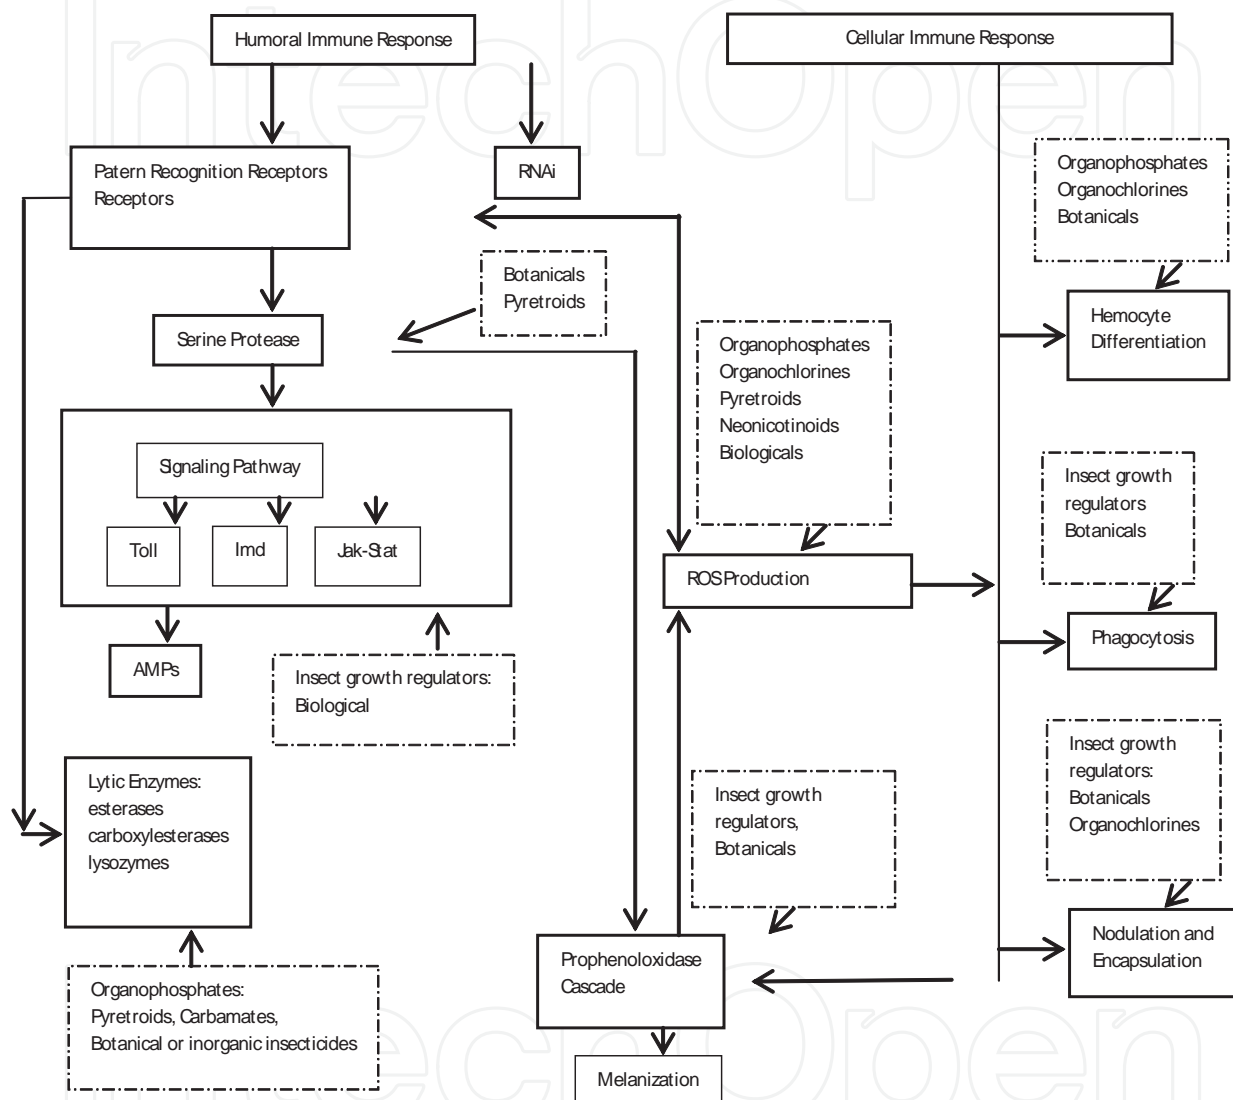 IntechOpen
Humoral Immune Response
Cellular Immune Response
Patern Recognition Receptors
Receptors
RNAi
Organophosphates
Organochlorines
Botanicals
Botanicals
Pyretroids
Serine Protease
Hemocyte
Differentiation
Organophosphates
Organochlorines
Pyretroids
Neonicotinoids
Biologicals
Signaling Pathway
Toll
Imd
Jak-Stat
Insect growth
regulators
Botanicals
ROS Production
Phagocytosis
AMPs
Insect growth regulators:
Biological
Insect growth
regulators:
Botanicals
Organochlorines
Lytic Enzymes:
esterases
carboxylesterases
lysozymes
Insect growth
regulators,
Botanicals
Nodulation and
Encapsulation
Prophenoloxidase
Cascade
Organophosphates:
Pyretroids, Carbamates,
Botanical or inorganic insecticides
Melanization
IntechOpen